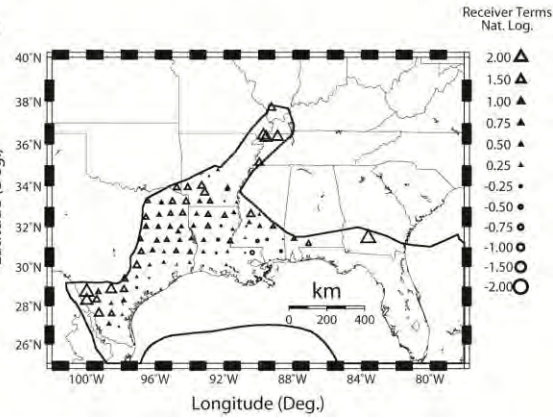 Receiver Terms
Nat. Log.
40°N
38°N
36°N
34°N
32°N
30°N
28°N
26°N
2.00
1.50
1.00
0.75
0.50
0.25
-0.25
-0.50
-0.75
-1.00
-1.50
-2.00
km
0 200 400
100°W 96°W 92°W 88°W 84°W 80°W
Longitude (Deg.)